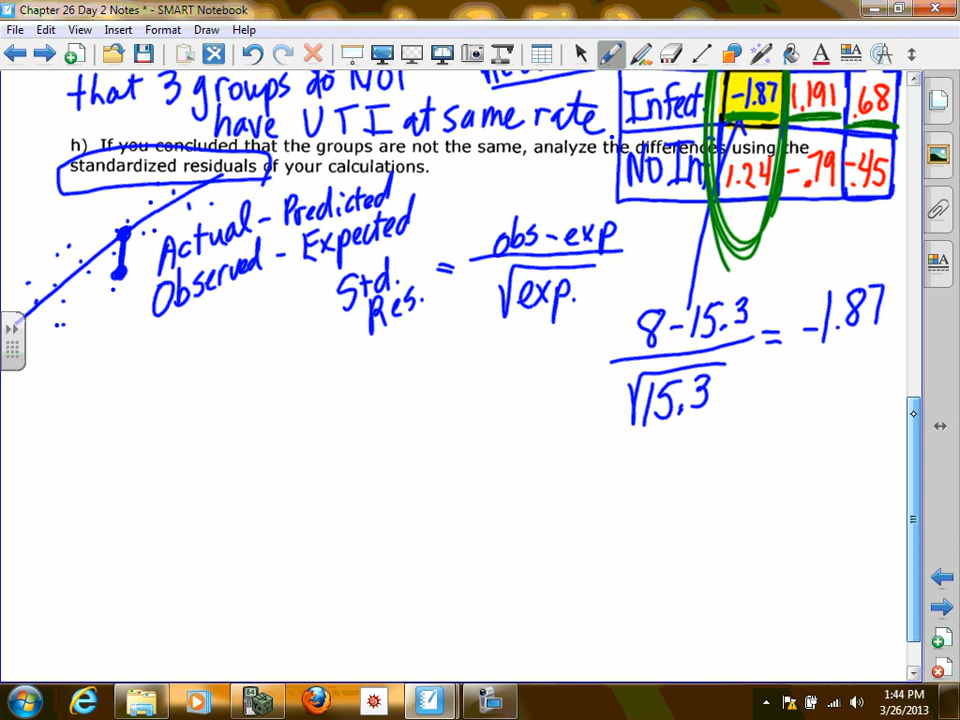 Chapter 26 Day 2 Notes * - SMART Notebook
File Edit View Insert Format Draw Help
that 3 groups do NOT
have UTI at same rate.
Infect -1.87 1.191 .68
NO In 1.24 -.79 -.45
h) If you concluded that the groups are not the same, analyze the differences using the
standardized residuals of your calculations.
Actual - Predicted
Observed - Expected
Std. Res. = obs-exp
√exp.
8-15.3 = -1.87
√15.3
1:44 PM
3/26/2013